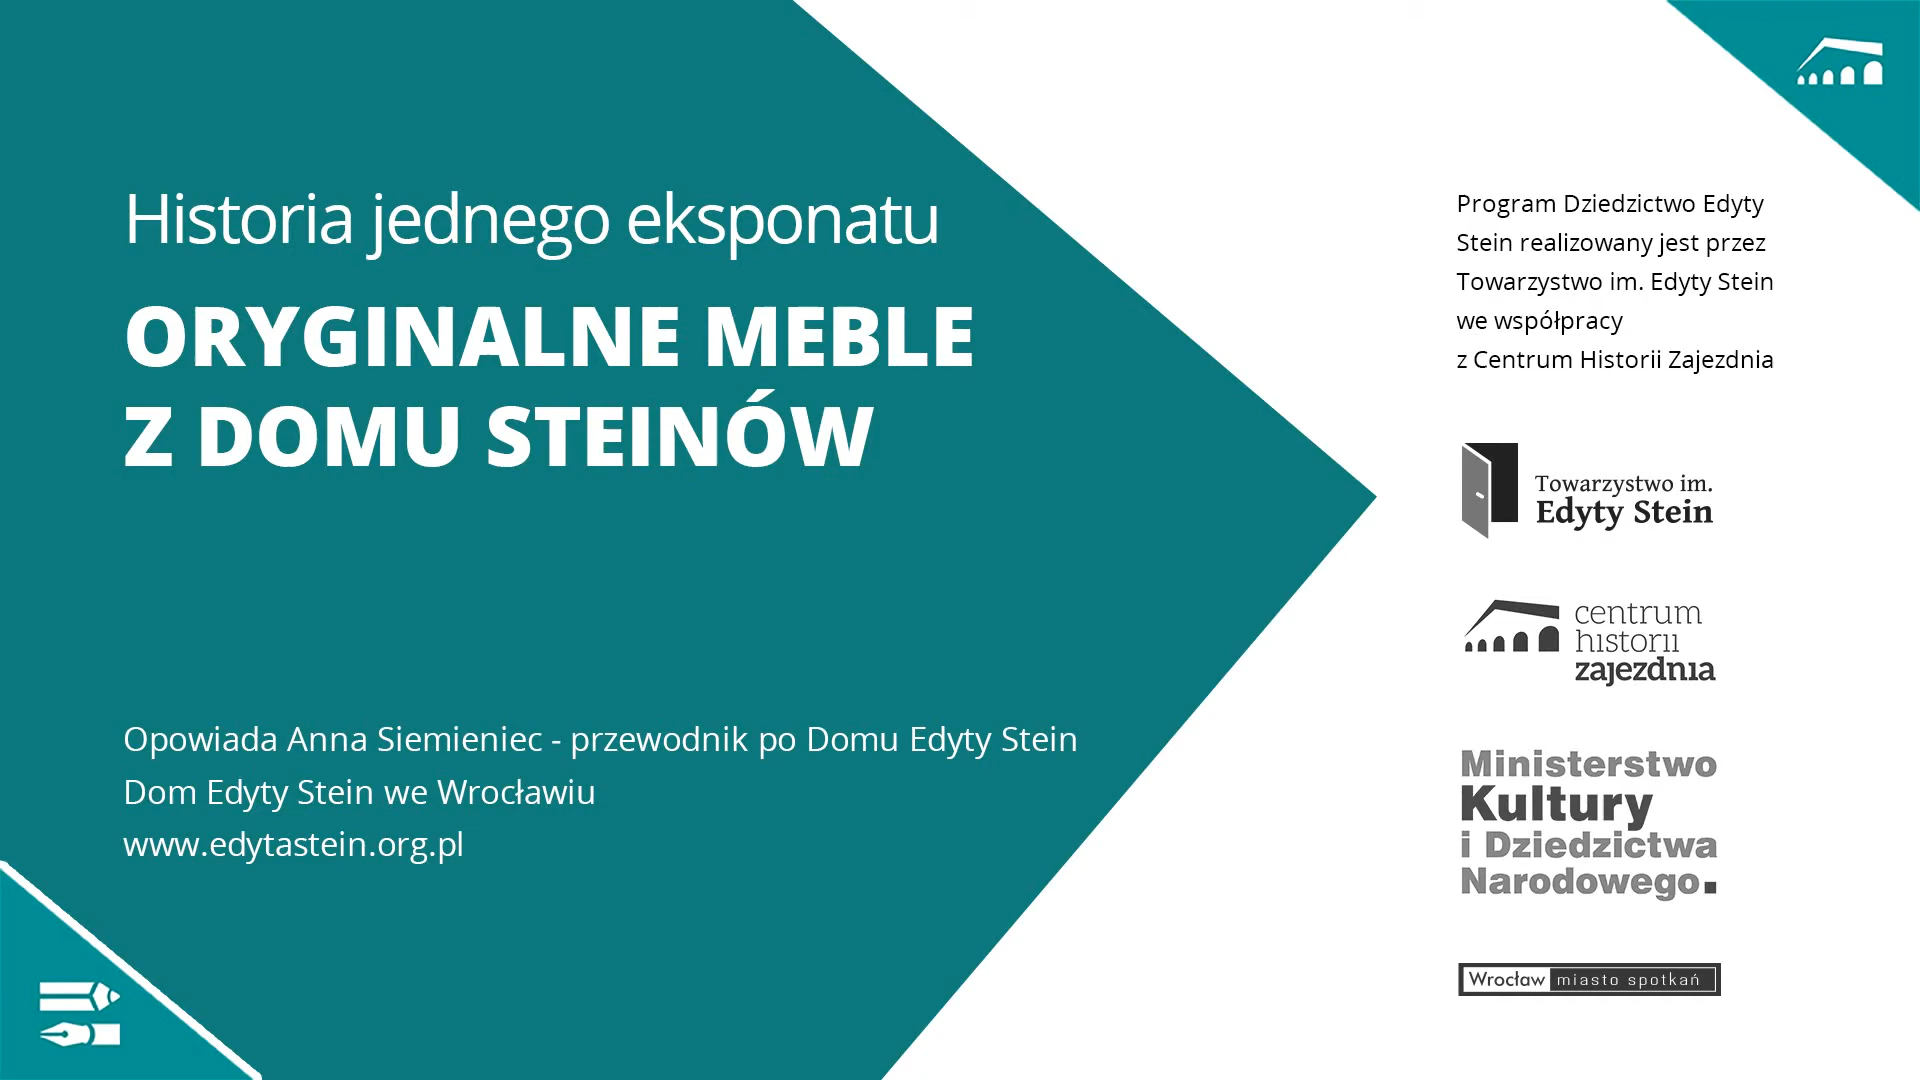 Historia jednego eksponatu
ORYGINALNE MEBLE
Z DOMU STEINÓW
Opowiada Anna Siemieniec - przewodnik po Domu Edyty Stein
Dom Edyty Stein we Wrocławiu
www.edytastein.org.pl
Program Dziedzictwo Edyty
Stein realizowany jest przez
Towarzystwo im. Edyty Stein
we współpracy
z Centrum Historii Zajezdnia
Towarzystwo im.
Edyty Stein
centrum
historii
zajezdnia
Ministerstwo
Kultury
i Dziedzictwa
Narodowego.
Wrocław miasto spotkań